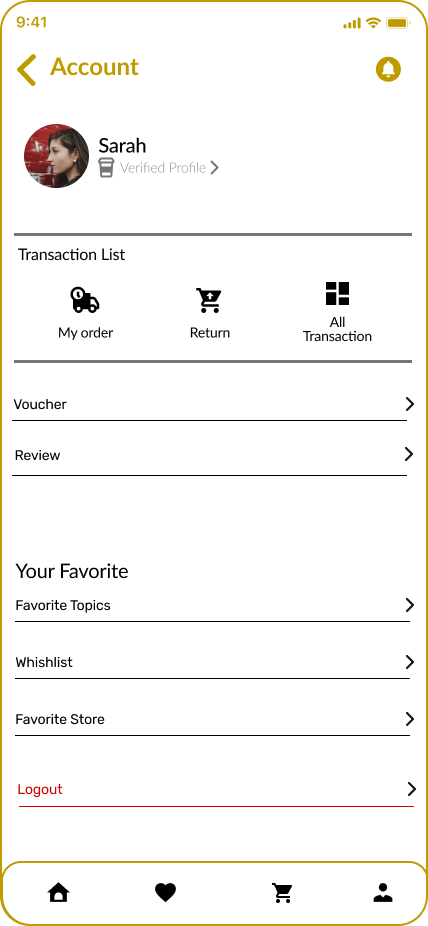 9:41
Account
Sarah
Verified Profile
Transaction List
My order
Return
All
Transaction
Voucher
Review
Your Favorite
Favorite Topics
Whishlist
Favorite Store
Logout